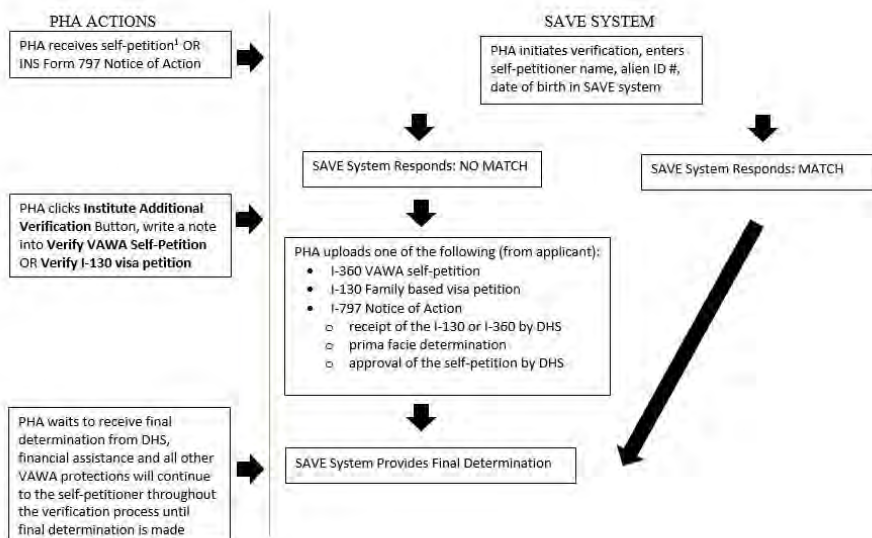 PHA ACTIONS
SAVE SYSTEM
PHA receives self-petition¹ OR
INS Form 797 Notice of Action
PHA initiates verification, enters
self-petitioner name, alien ID #,
date of birth in SAVE system
SAVE System Responds: NO MATCH
SAVE System Responds: MATCH
PHA clicks Institute Additional
Verification Button, write a note
into Verify VAWA Self-Petition
OR Verify I-130 visa petition
PHA uploads one of the following (from applicant):
• I-360 VAWA self-petition
• I-130 Family based visa petition
• I-797 Notice of Action
o receipt of the I-130 or I-360 by DHS
o prima facie determination
o approval of the self-petition by DHS
PHA waits to receive final
determination from DHS,
financial assistance and all other
VAWA protections will continue
to the self-petitioner throughout
the verification process until
final determination is made
SAVE System Provides Final Determination